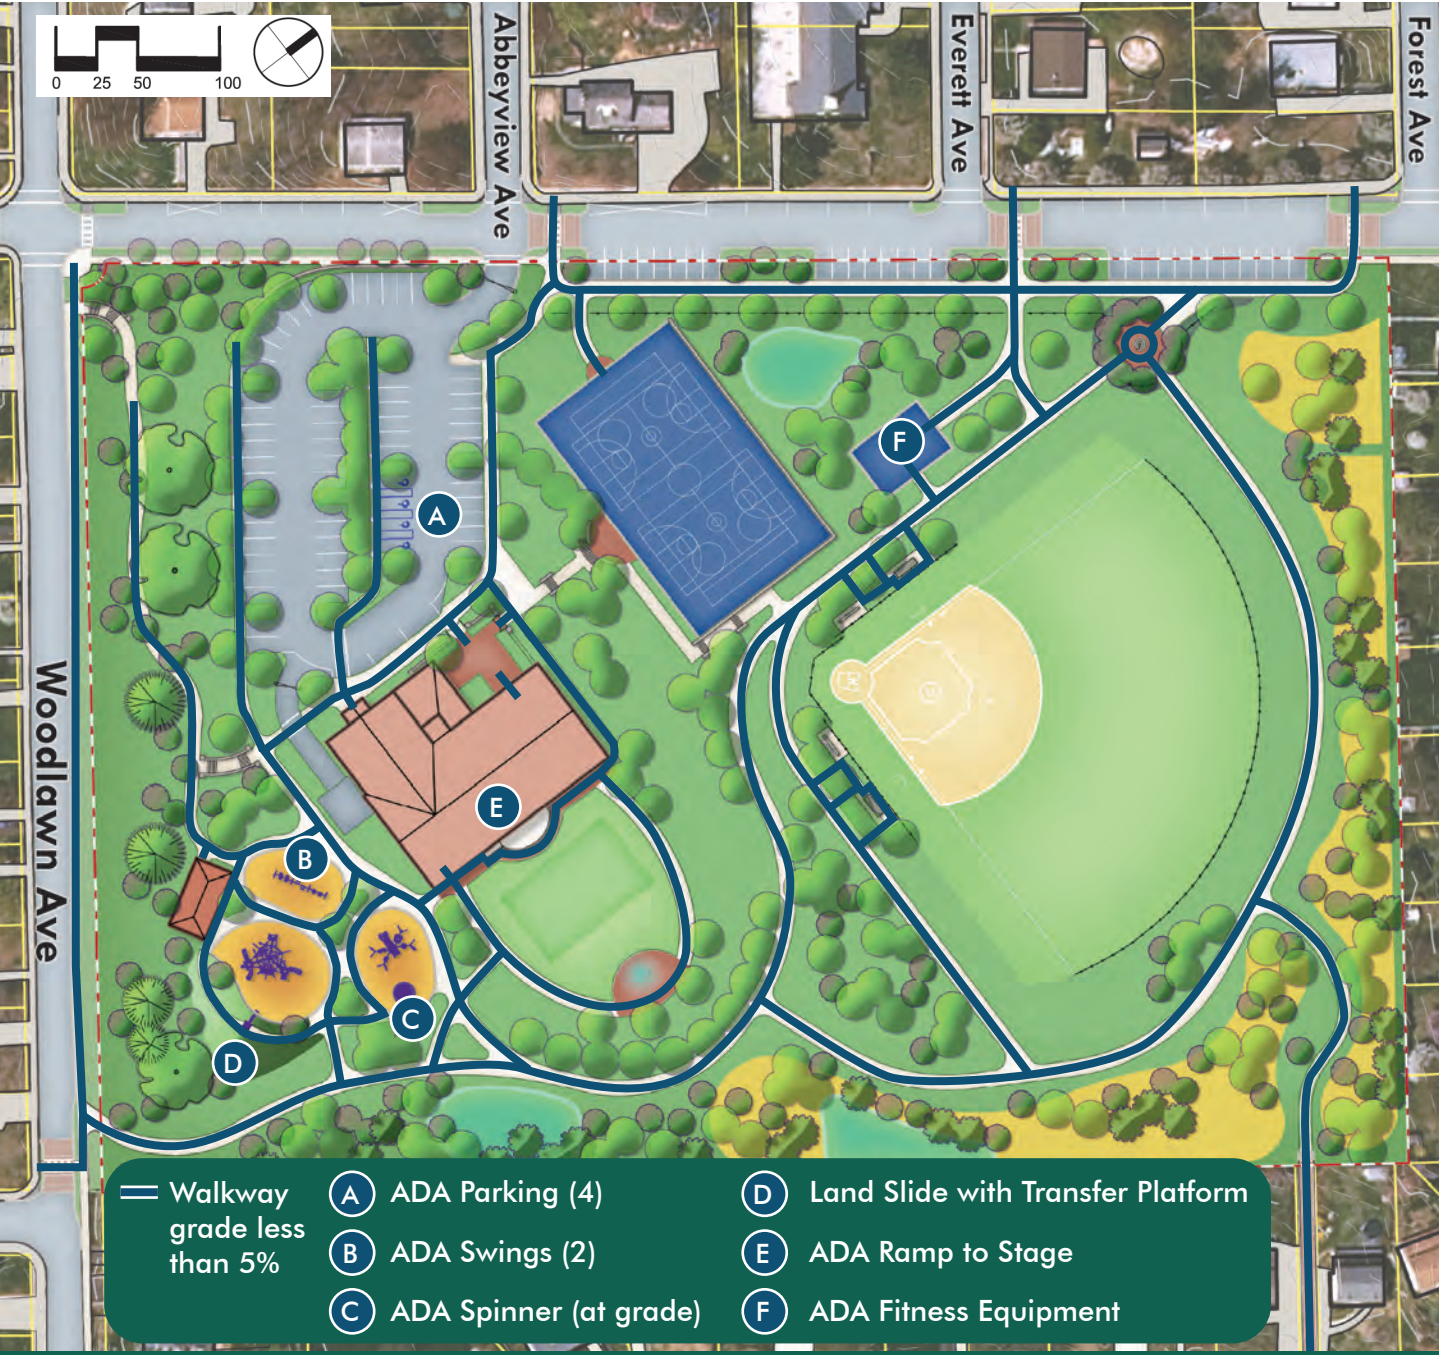 0 25 50 100
Abbeyview Ave
Everett Ave
Forest Ave
Woodlawn Ave
A
B
C
D
E
F
Walkway
grade less
than 5%
A ADA Parking (4)
B ADA Swings (2)
C ADA Spinner (at grade)
D Land Slide with Transfer Platform
E ADA Ramp to Stage
F ADA Fitness Equipment